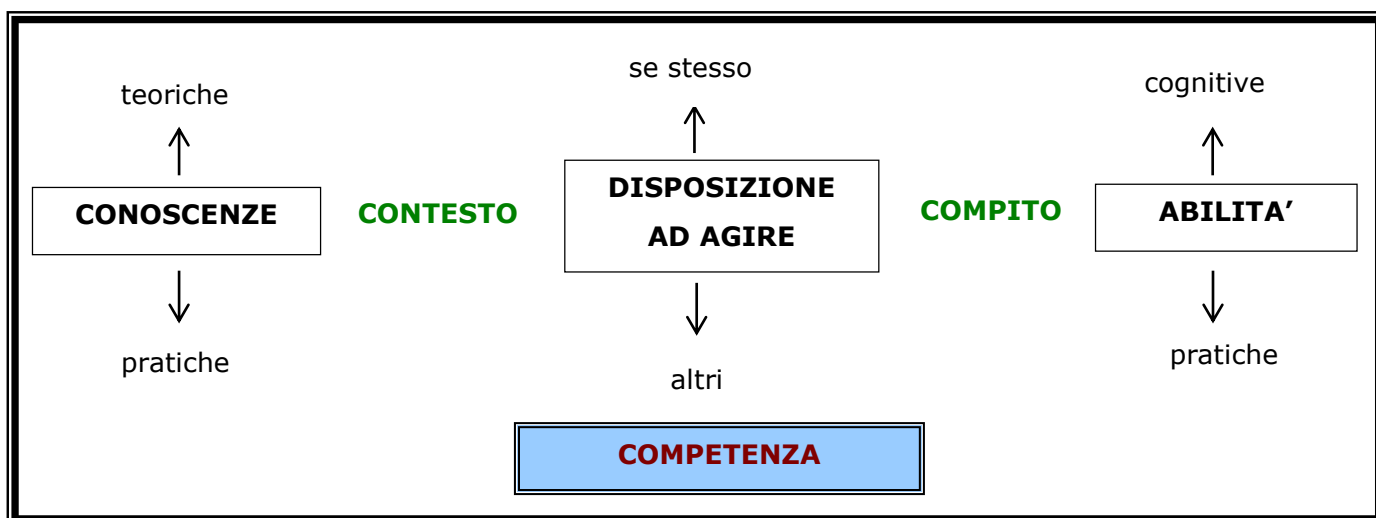 se stesso
teoriche
cognitive
CONOSCENZE
CONTESTO
DISPOSIZIONE
AD AGIRE
COMPITO
ABILITA’
pratiche
altri
pratiche
COMPETENZA